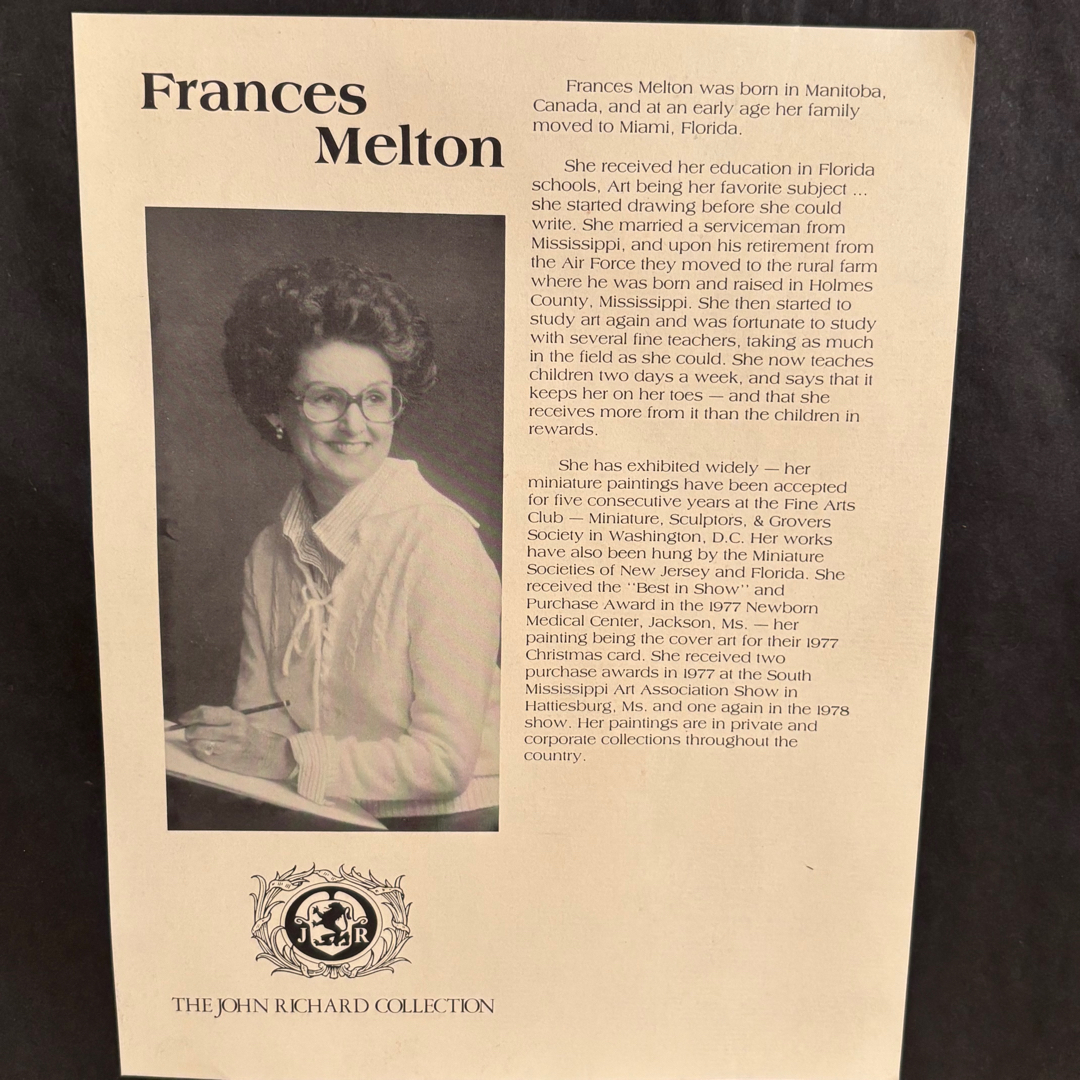 Frances
Melton
Frances Melton was born in Manitoba,
Canada, and at an early age her family
moved to Miami, Florida.
She received her education in Florida
schools, Art being her favorite subject ...
she started drawing before she could
write. She married a serviceman from
Mississippi, and upon his retirement from
the Air Force they moved to the rural farm
where he was born and raised in Holmes
County, Mississippi. She then started to
study art again and was fortunate to study
with several fine teachers, taking as much
in the field as she could. She now teaches
children two days a week, and says that it
keeps her on her toes — and that she
receives more from it than the children in
rewards.
She has exhibited widely — her
miniature paintings have been accepted
for five consecutive years at the Fine Arts
Club — Miniature, Sculptors, & Grovers
Society in Washington, D.C. Her works
have also been hung by the Miniature
Societies of New Jersey and Florida. She
received the ''Best in Show'' and
Purchase Award in the 1977 Newborn
Medical Center, Jackson, Ms. — her
painting being the cover art for their 1977
Christmas card. She received two
purchase awards in 1977 at the South
Mississippi Art Association Show in
Hattiesburg, Ms. and one again in the 1978
show. Her paintings are in private and
corporate collections throughout the
country.
J R
THE JOHN RICHARD COLLECTION